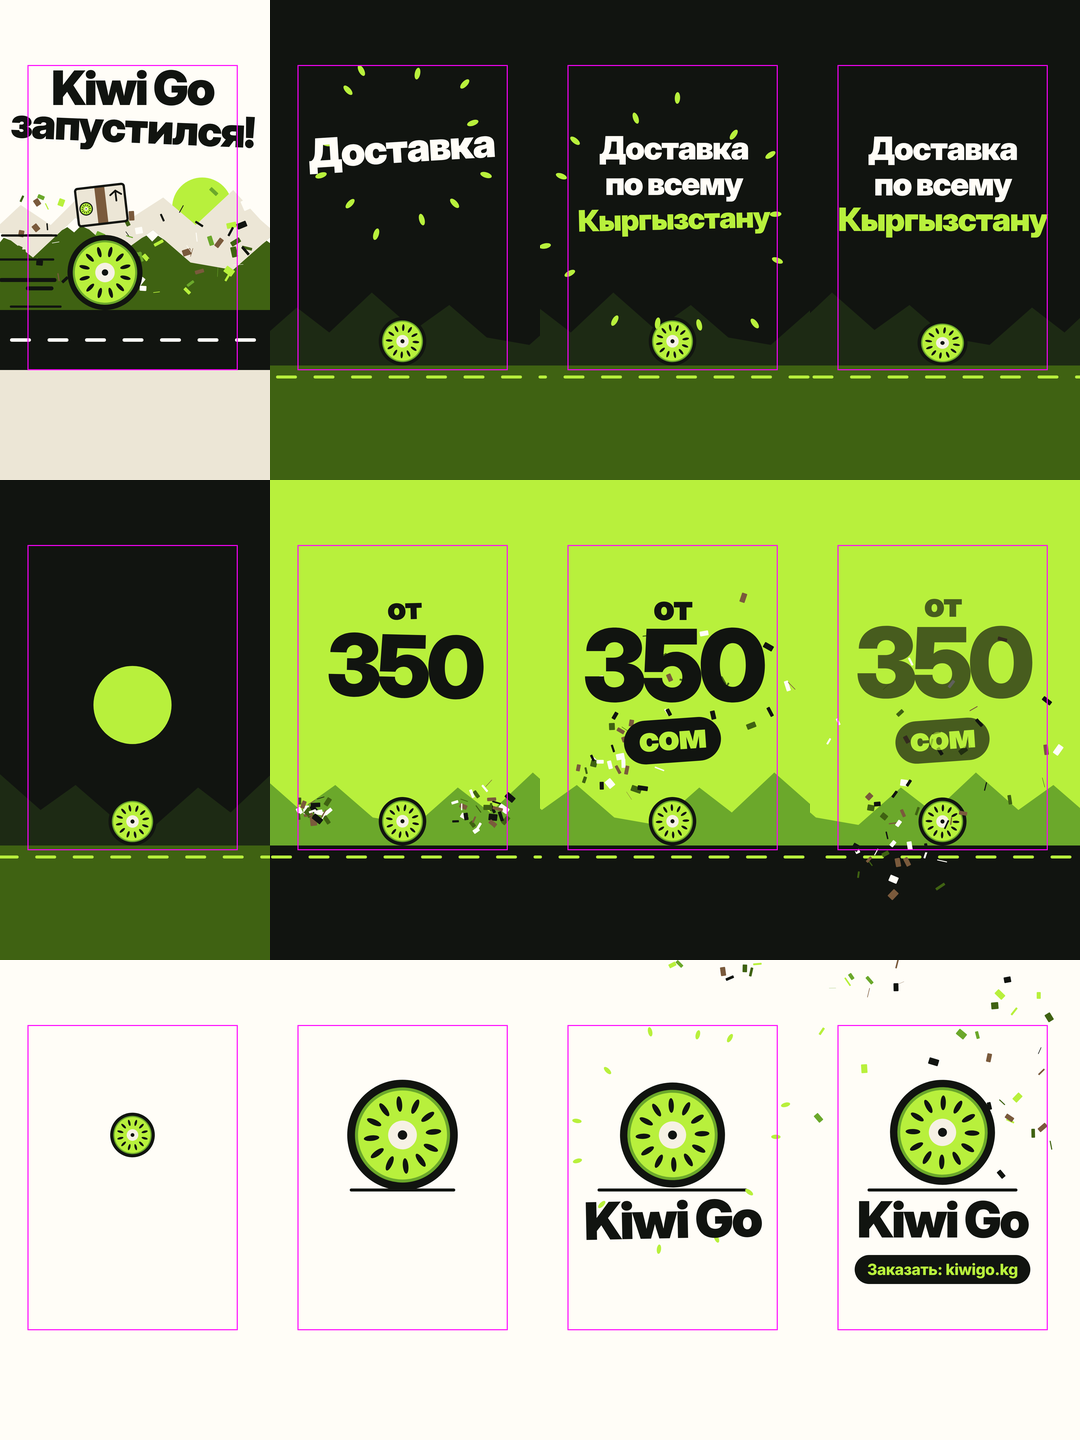 Kiwi Go
запустился!
Доставка
Доставка
по всему
Кыргызстану
Доставка
по всему
Кыргызстану
от
350
от
350
сом
от
350
сом
Kiwi Go
Kiwi Go
Заказать: kiwigo.kg